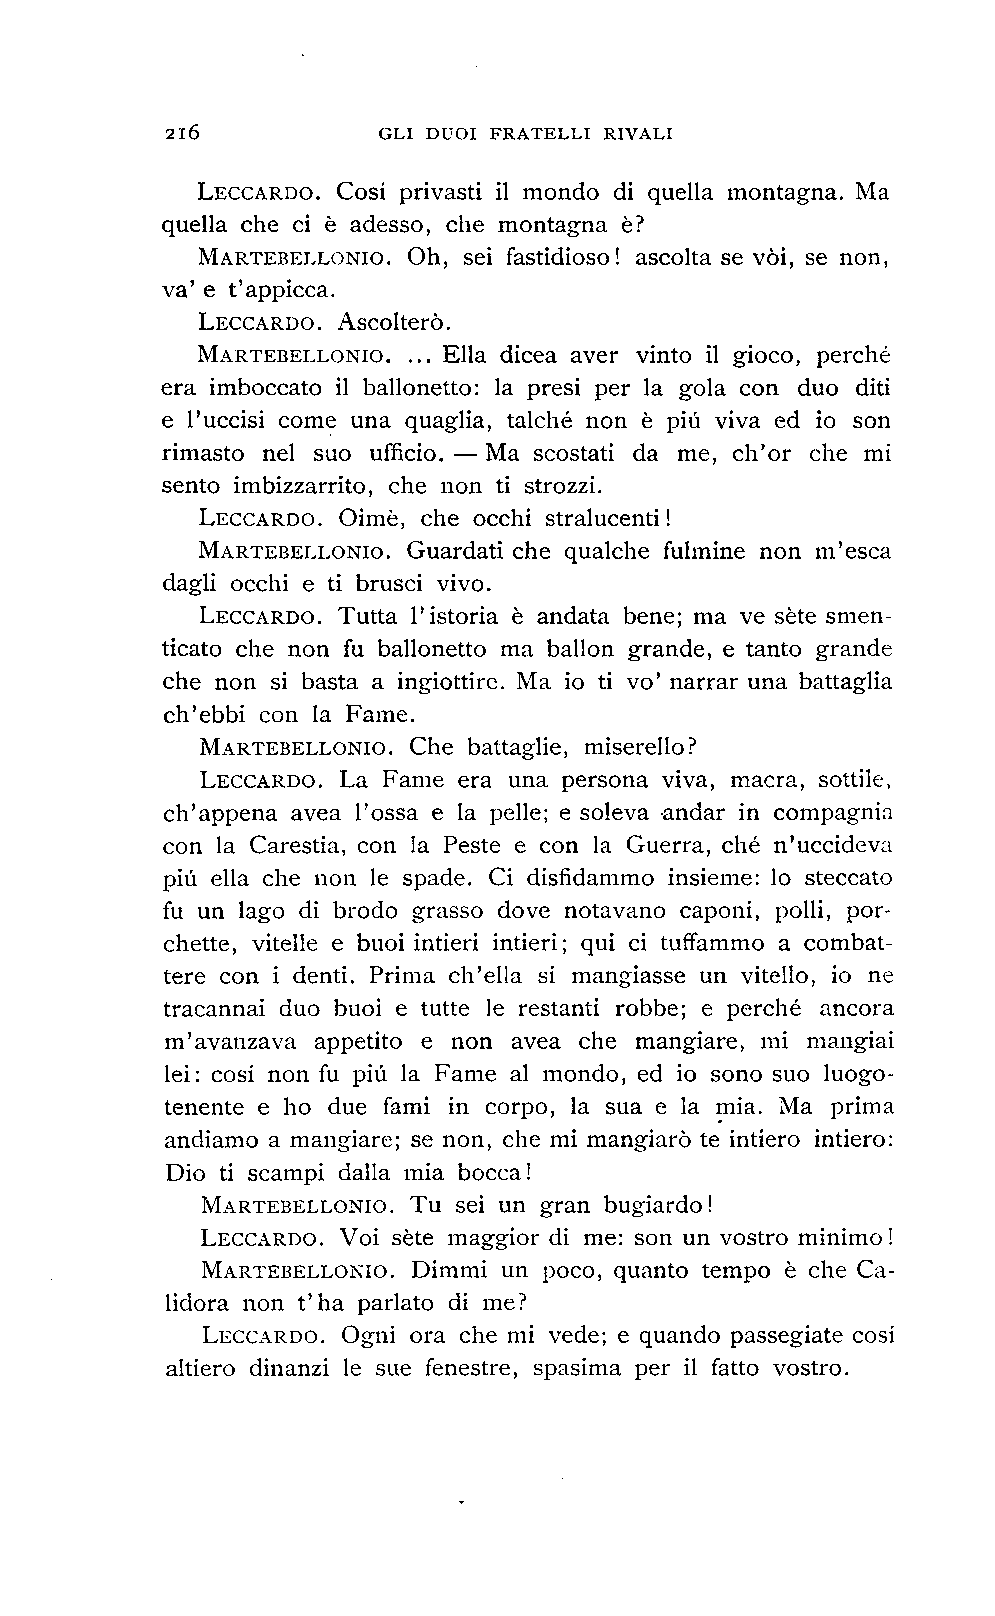 216 GLI DUOI FRATELLI RIVALI
LECCARDO. Cosí privasti il mondo di quella montagna. Ma
quella che ci è adesso, che montagna è?
MARTEBELLONIO. Oh, sei fastidioso! ascolta se vòi, se non,
va' e t'appicca.
LECCARDO. Ascolterò.
MARTEBELLONIO. ... Ella dicea aver vinto il gioco, perché
era imboccato il ballonetto: la presi per la gola con duo diti
e l'uccisi come una quaglia, talché non è piú viva ed io son
rimasto nel suo ufficio. — Ma scostati da me, ch'or che mi
sento imbizzarrito, che non ti strozzi.
LECCARDO. Oimè, che occhi stralucenti!
MARTEBELLONIO. Guardati che qualche fulmine non m'esca
dagli occhi e ti brusci vivo.
LECCARDO. Tutta l'istoria è andata bene; ma ve sète smen-
ticato che non fu ballonetto ma ballon grande, e tanto grande
che non si basta a ingiottire. Ma io ti vo' narrar una battaglia
ch'ebbi con la Fame.
MARTEBELLONIO. Che battaglie, miserello?
LECCARDO. La Fame era una persona viva, macra, sottile,
ch'appena avea l'ossa e la pelle; e soleva andar in compagnia
con la Carestia, con la Peste e con la Guerra, ché n'uccideva
piú ella che non le spade. Ci disfidammo insieme: lo steccato
fu un lago di brodo grasso dove notavano caponi, polli, por-
chette, vitelle e buoi intieri intieri; qui ci tuffammo a combat-
tere con i denti. Prima ch'ella si mangiasse un vitello, io ne
tracannai duo buoi e tutte le restanti robbe; e perché ancora
m'avanzava appetito e non avea che mangiare, mi mangiai
lei: cosí non fu piú la Fame al mondo, ed io sono suo luogo-
tenente e ho due fami in corpo, la sua e la mia. Ma prima
andiamo a mangiare; se non, che mi mangiarò te intiero intiero:
Dio ti scampi dalla mia bocca!
MARTEBELLONIO. Tu sei un gran bugiardo!
LECCARDO. Voi sète maggior di me: son un vostro minimo!
MARTEBELLONIO. Dimmi un poco, quanto tempo è che Ca-
lidora non t'ha parlato di me?
LECCARDO. Ogni ora che mi vede; e quando passegiate cosí
altiero dinanzi le sue fenestre, spasima per il fatto vostro.